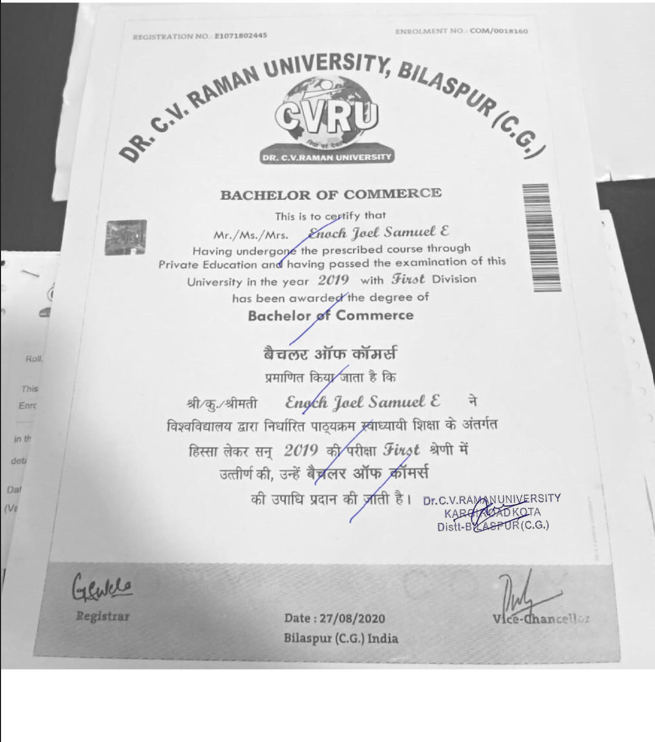 REGISTRATION NO.: E1071802445
ENROLMENT NO.: COM/0018160
DR. C.V. RAMAN UNIVERSITY, BILASPUR (C.G.)
CVRU
DR. C.V.RAMAN UNIVERSITY
BACHELOR OF COMMERCE
This is to certify that
Mr./Ms./Mrs. Enoch Joel Samuel E
Having undergone the prescribed course through
Private Education and having passed the examination of this
University in the year 2019 with First Division
has been awarded the degree of
Bachelor of Commerce
बैचलर ऑफ कॉमर्स
प्रमाणित किया जाता है कि
श्री/कु./श्रीमती Enoch Joel Samuel E ने
विश्वविद्यालय द्वारा निर्धारित पाठ्यक्रम स्वाध्यायी शिक्षा के अंतर्गत
हिस्सा लेकर सन् 2019 की परीक्षा First श्रेणी में
उत्तीर्ण की, उन्हें बैचलर ऑफ कॉमर्स
की उपाधि प्रदान की जाती है।
Dr.C.V.RAMAN UNIVERSITY
KOTA
Distt-BILASPUR(C.G.)
Registrar
Date : 27/08/2020
Bilaspur (C.G.) India
Vice-Chancellor
Roll.
This
Enrc
in th